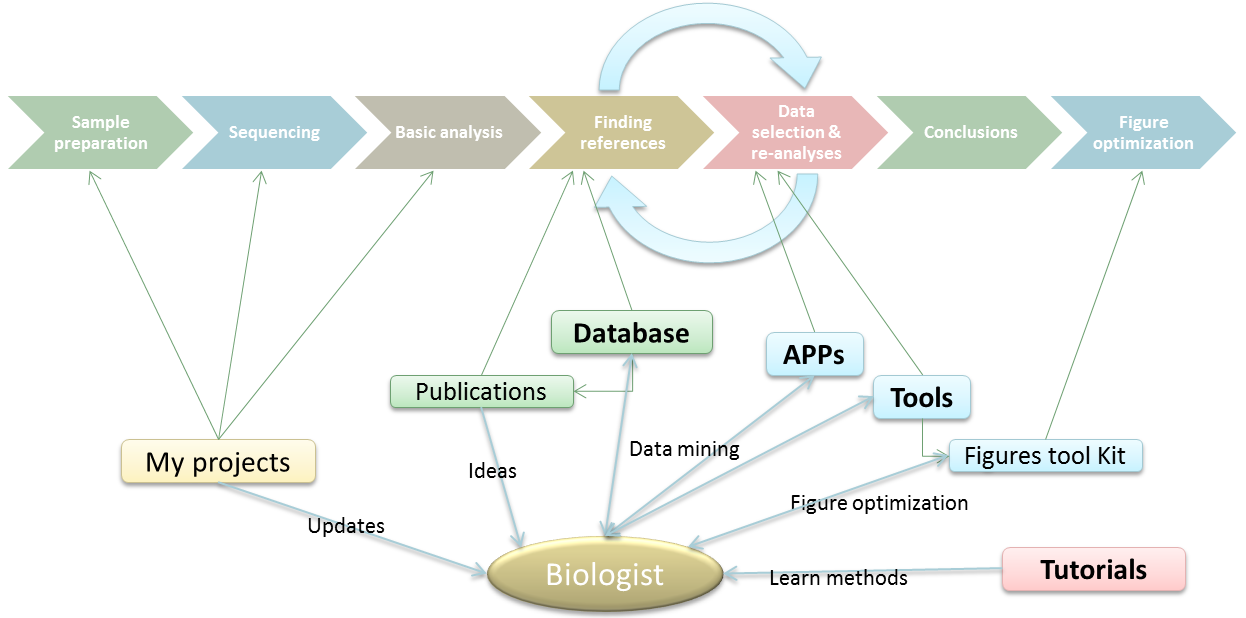 Sample
preparation
Sequencing
Basic analysis
Finding
references
Data
selection &
re-analyses
Conclusions
Figure
optimization
Database
APPs
Publications
Tools
My projects
Data mining
Figures tool Kit
Ideas
Figure optimization
Updates
Biologist
Learn methods
Tutorials